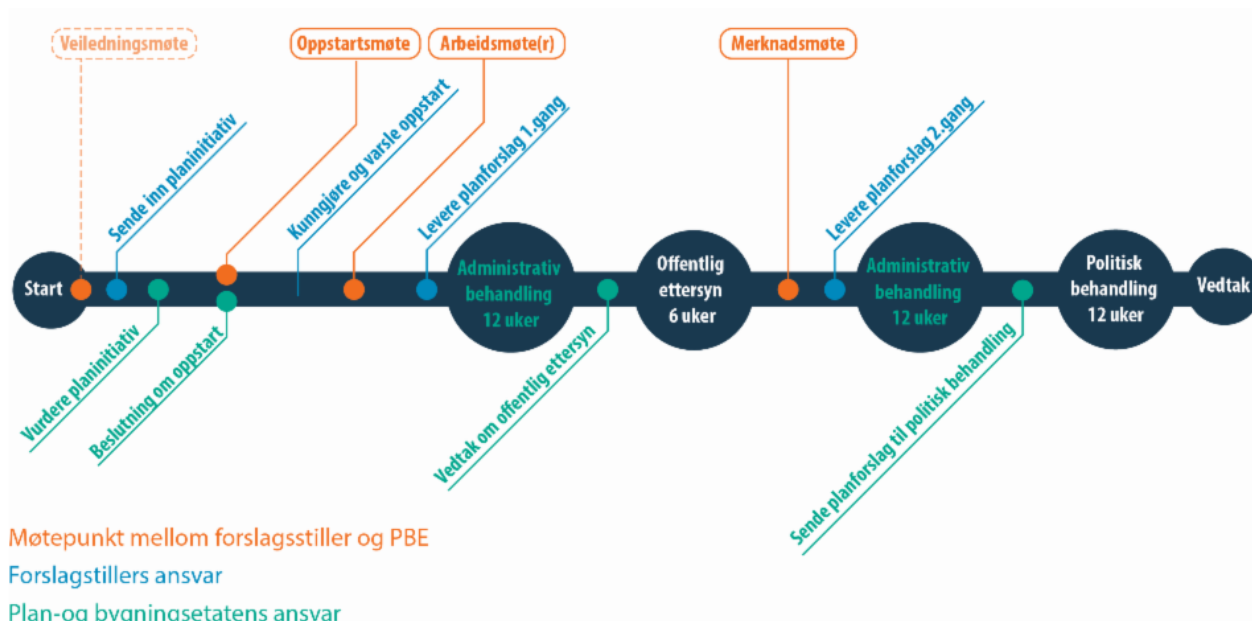 Veiledningsmøte
Oppstartsmøte
Arbeidsmøte(r)
Merknadsmøte
Sende inn planinitiativ
Kunngjøre og varsle oppstart
Levere planforslag 1.gang
Levere planforslag 2.gang
Start
Administrativ
behandling
12 uker
Offentlig
ettersyn
6 uker
Administrativ
behandling
12 uker
Politisk
behandling
12 uker
Vedtak
Vurdere planinitiativ
Beslutning om oppstart
Vedtak om offentlig ettersyn
Sende planforslag til politisk behandling
Møtepunkt mellom forslagsstiller og PBE
Forslagstillers ansvar
Plan-og bygningsetatens ansvar